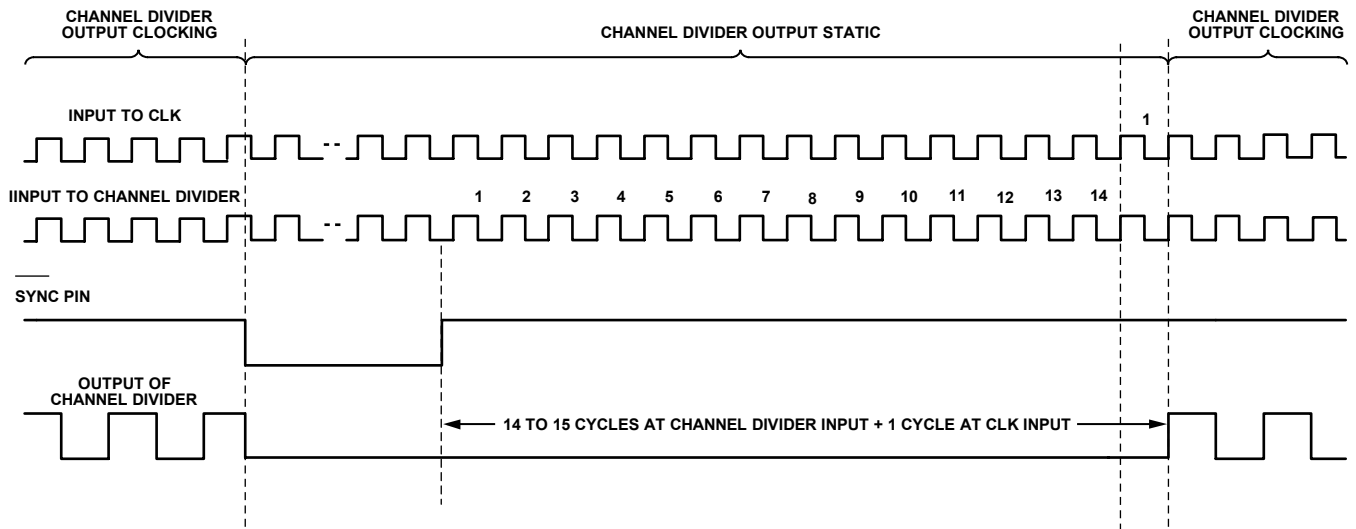 CHANNEL DIVIDER
OUTPUT CLOCKING
CHANNEL DIVIDER OUTPUT STATIC
CHANNEL DIVIDER
OUTPUT CLOCKING
INPUT TO CLK
1
IINPUT TO CHANNEL DIVIDER
1 2 3 4 5 6 7 8 9 10 11 12 13 14
SYNC PIN
OUTPUT OF
CHANNEL DIVIDER
14 TO 15 CYCLES AT CHANNEL DIVIDER INPUT + 1 CYCLE AT CLK INPUT